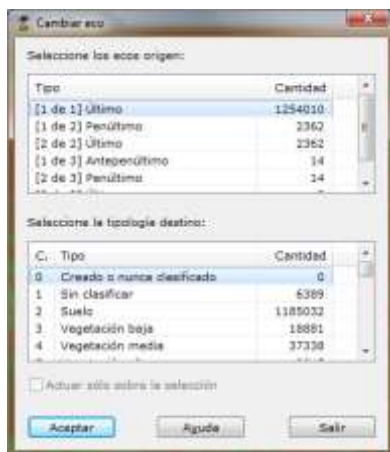 Cambiar eco
Seleccione los ecos origen:
Tipo Cantidad
[1 de 1] Último 1254010
[1 de 2] Penúltimo 2362
[2 de 2] Último 2362
[1 de 3] Antepenúltimo 14
[2 de 3] Penúltimo 14
Seleccione la tipología destino:
C. Tipo Cantidad
0 Creado o nunca clasificado 0
1 Sin clasificar 6389
2 Suelo 1185032
3 Vegetación baja 18881
4 Vegetación media 37338
Actuar sólo sobre la selección
Aceptar Ayuda Salir